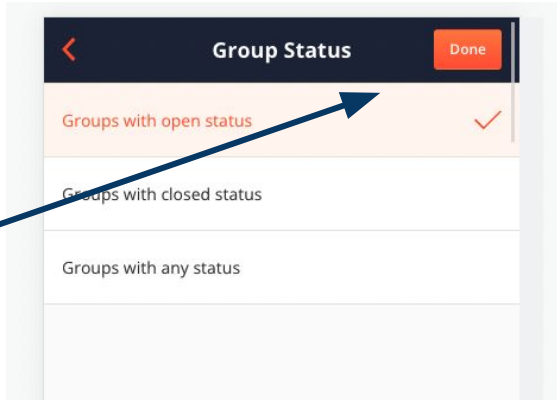 Group Status
Done
Groups with open status
Groups with closed status
Groups with any status